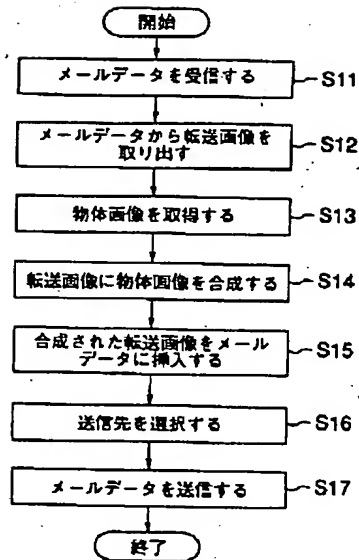 開始
メールデータを受信する
S11
メールデータから転送画像を
取り出す
S12
物体画像を取得する
S13
転送画像に物体画像を合成する
S14
合成された転送画像をメール
データに挿入する
S15
送信先を選択する
S16
メールデータを送信する
S17
終了